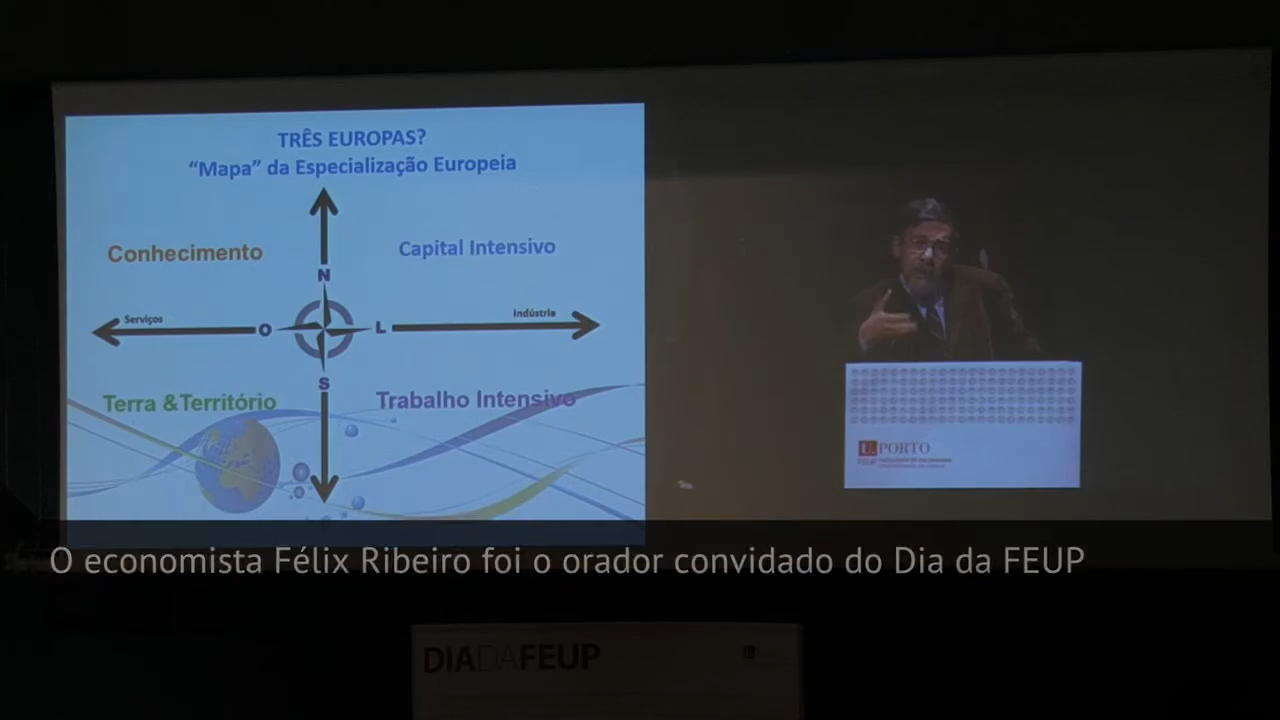 TRÊS EUROPAS?
“Mapa” da Especialização Europeia
Conhecimento
Capital Intensivo
N
Serviços
Indústria
O
L
S
Terra &Território
Trabalho Intensivo
U.PORTO
FEUP
O economista Félix Ribeiro foi o orador convidado do Dia da FEUP
DIADAFEUP